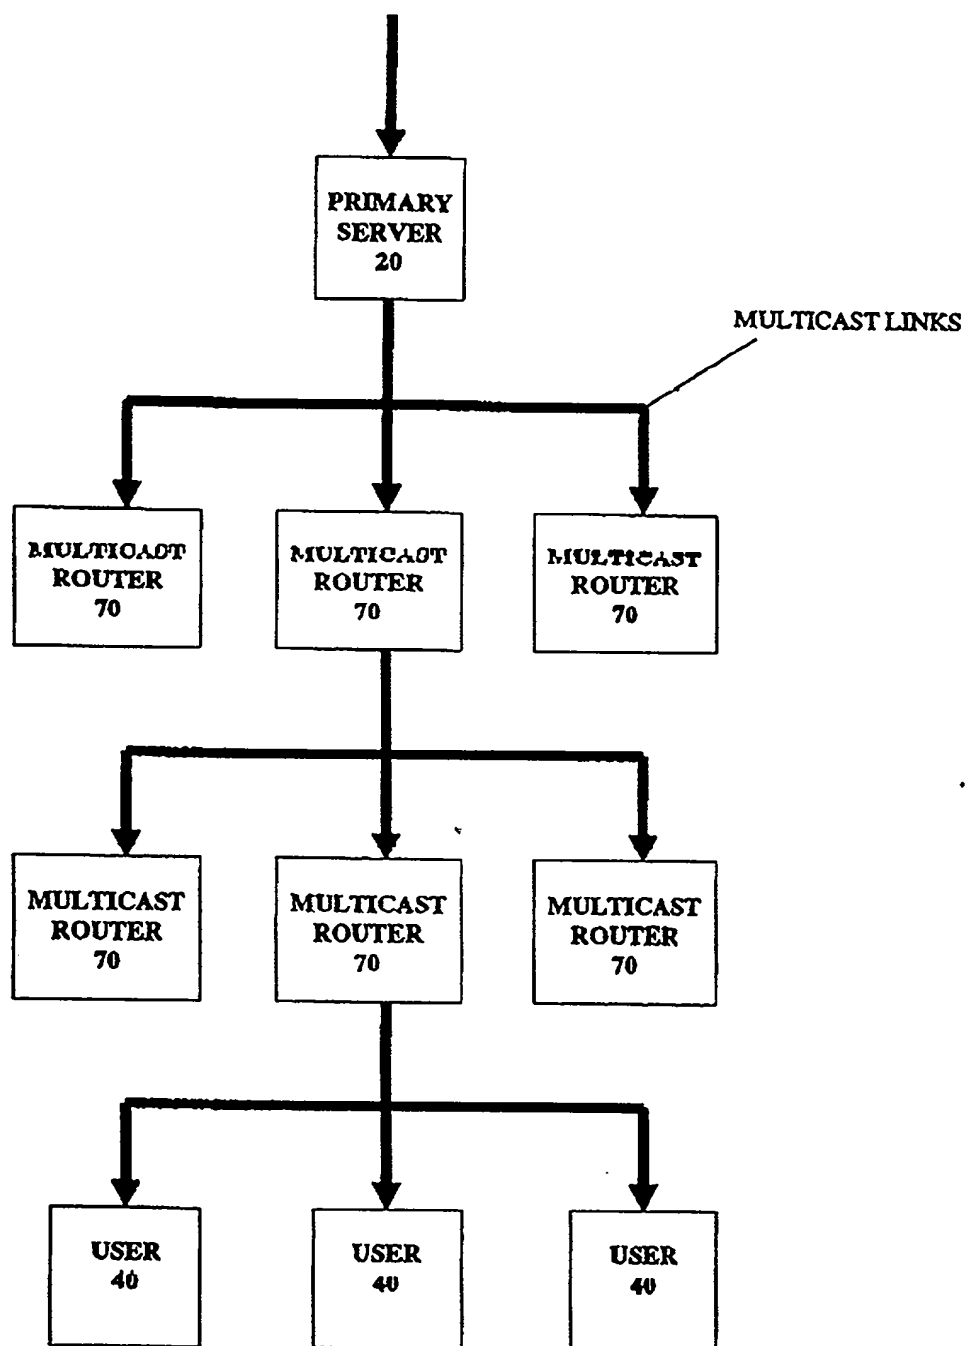 PRIMARY
SERVER
20
MULTICAST LINKS
MULTICAST
ROUTER
70
MULTICAST
ROUTER
70
MULTICAST
ROUTER
70
MULTICAST
ROUTER
70
MULTICAST
ROUTER
70
MULTICAST
ROUTER
70
USER
40
USER
40
USER
40